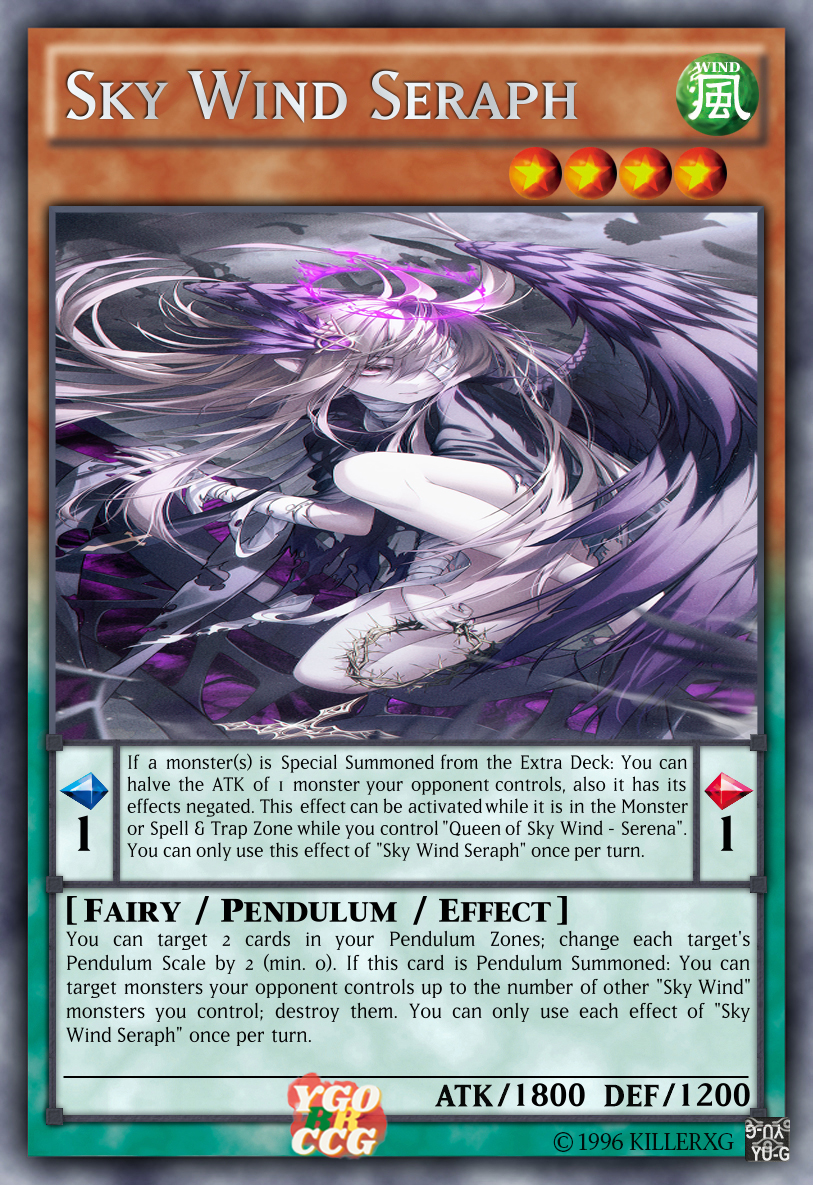 SKY WIND SERAPH
WIND
風
If a monster(s) is Special Summoned from the Extra Deck: You can
halve the ATK of 1 monster your opponent controls, also it has its
effects negated. This effect can be activated while it is in the Monster
or Spell & Trap Zone while you control "Queen of Sky Wind - Serena".
You can only use this effect of "Sky Wind Seraph" once per turn.
1
1
[ FAIRY / PENDULUM / EFFECT ]
You can target 2 cards in your Pendulum Zones; change each target's
Pendulum Scale by 2 (min. 0). If this card is Pendulum Summoned: You can
target monsters your opponent controls up to the number of other "Sky Wind"
monsters you control; destroy them. You can only use each effect of "Sky
Wind Seraph" once per turn.
ATK/1800 DEF/1200
YGO
RR
CCG
© 1996 KILLERXG
YU-G
YU-G